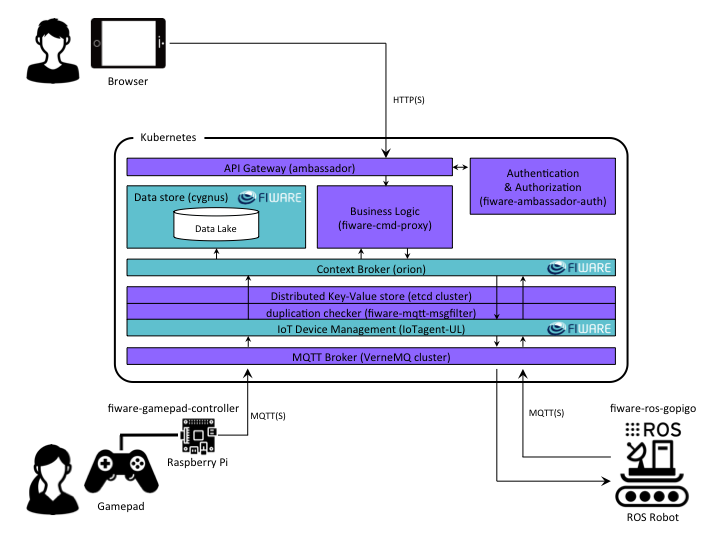 Browser
HTTP(S)
Kubernetes
API Gateway (ambassador)
Authentication
& Authorization
(fiware-ambassador-auth)
Data store (cygnus)
FIWARE
Data Lake
Business Logic
(fiware-cmd-proxy)
Context Broker (orion)
FIWARE
Distributed Key-Value store (etcd cluster)
duplication checker (fiware-mqtt-msgfilter)
IoT Device Management (IoTagent-UL)
FIWARE
MQTT Broker (VerneMQ cluster)
fiware-gamepad-controller
MQTT(S)
MQTT(S)
fiware-ros-gopigo
ROS
Raspberry Pi
Gamepad
ROS Robot